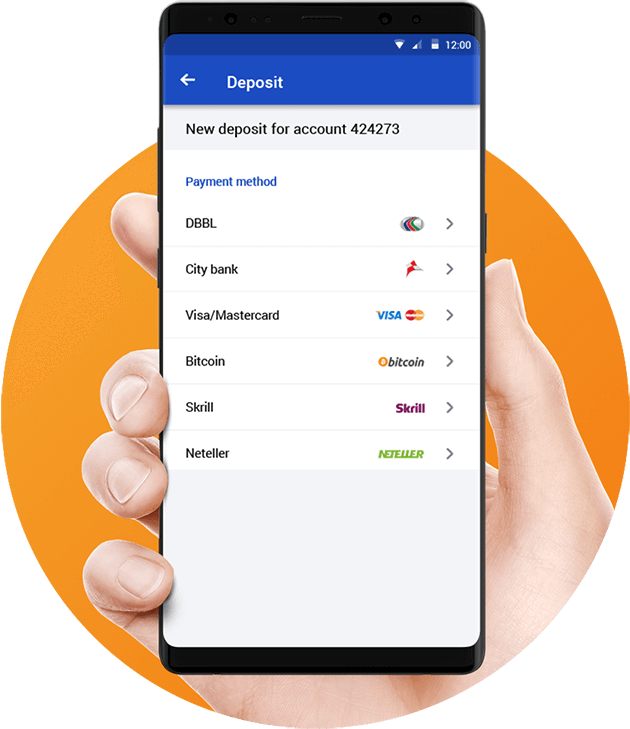 12:00
Deposit
New deposit for account 424273
Payment method
DBBL
City bank
Visa/Mastercard VISA
Bitcoin bitcoin
Skrill Skrill
Neteller NETELLER